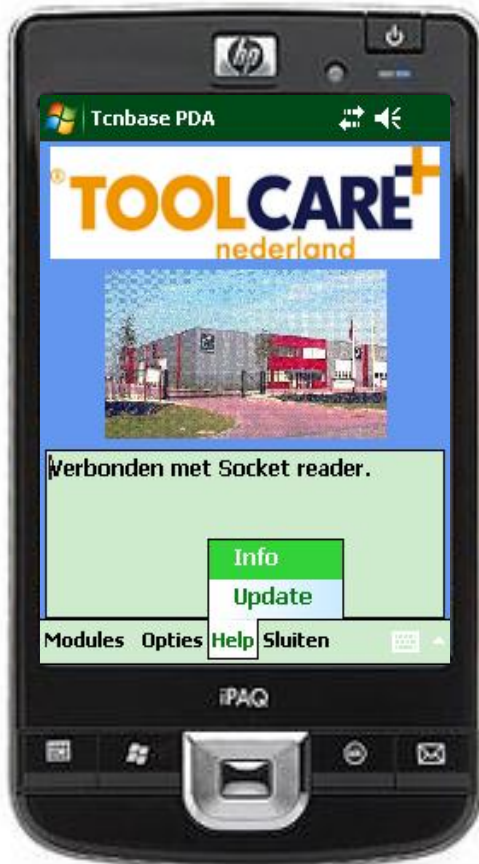 hp
Tcnbase PDA
®TOOLCARE+
nederland
Verbonden met Socket reader.
Info
Update
Modules Opties Help Sluiten
iPAQ